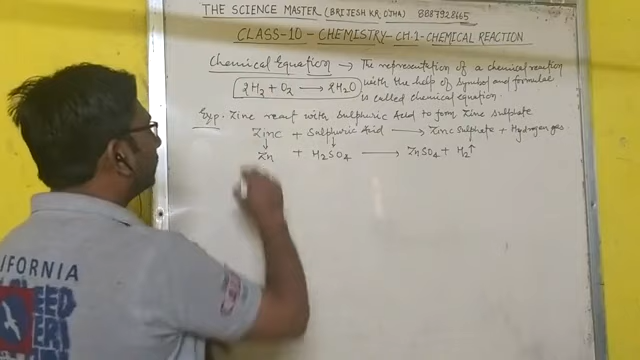 THE SCIENCE MASTER (BRIJESH KR. OJHA) 8887928665
CLASS-10 - CHEMISTRY - CH.1 - CHEMICAL REACTION
Chemical Equation → The representation of a chemical reaction
2H₂ + O₂ → 2H₂O with the help of symbol and formulae
is called chemical equation.
Exp. Zinc react with Sulphuric Acid to form Zinc sulphate
Zinc + Sulphuric Acid → Zinc Sulphate + Hydrogen gas.
↓ ↓
Zn + H₂SO₄ → ZnSO₄ + H₂↑
IFORNIA